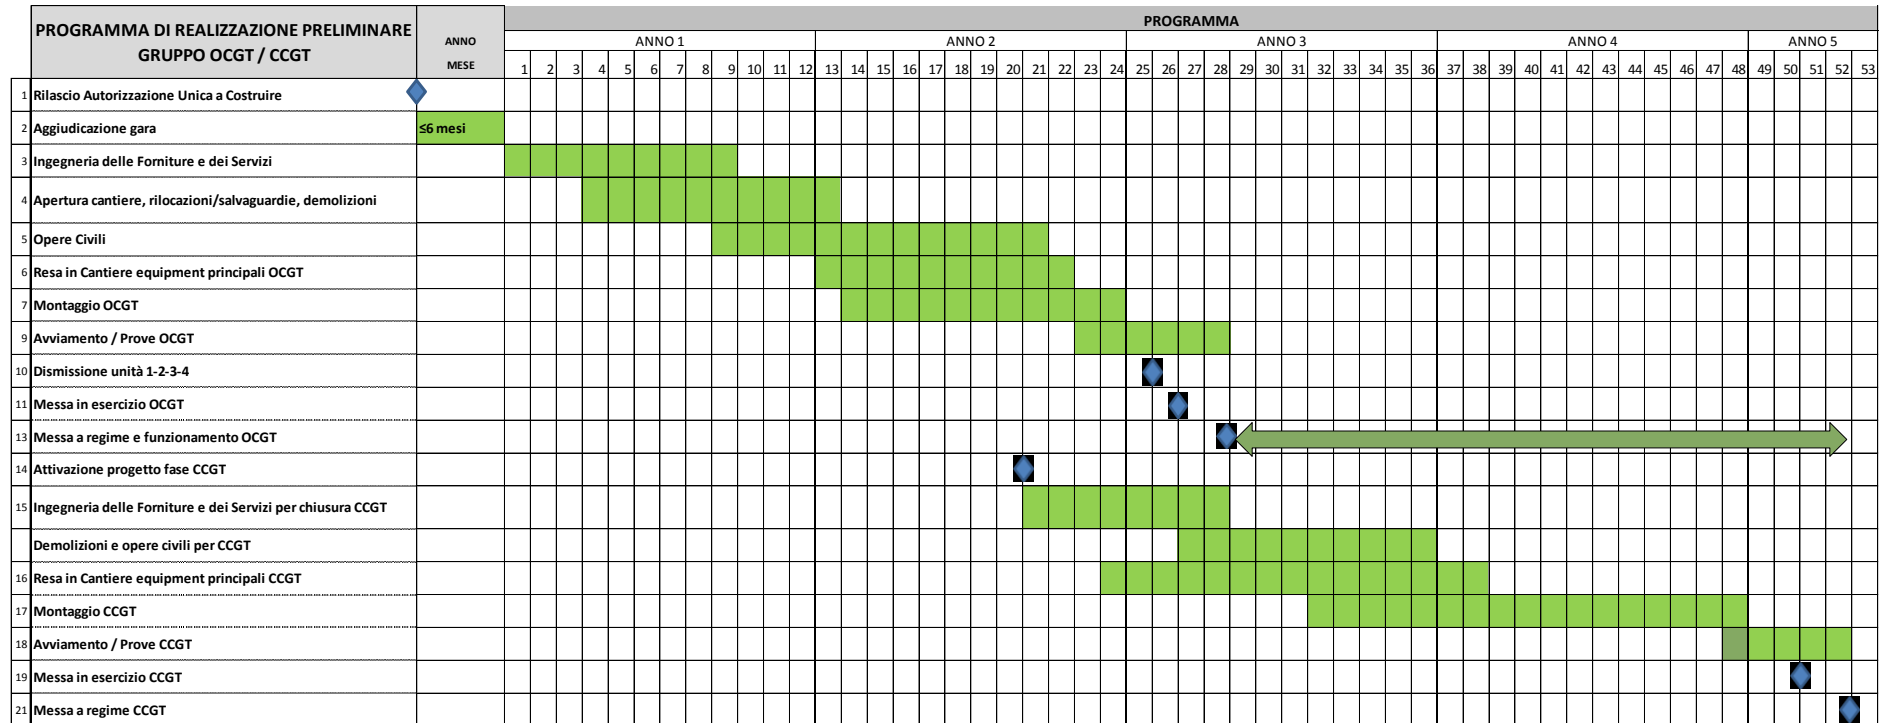 PROGRAMMA DI REALIZZAZIONE PRELIMINARE
GRUPPO OCGT / CCGT
ANNO
MESE
PROGRAMMA
ANNO 1 ANNO 2 ANNO 3 ANNO 4 ANNO 5
1 2 3 4 5 6 7 8 9 10 11 12 13 14 15 16 17 18 19 20 21 22 23 24 25 26 27 28 29 30 31 32 33 34 35 36 37 38 39 40 41 42 43 44 45 46 47 48 49 50 51 52 53
1 Rilascio Autorizzazione Unica a Costruire
2 Aggiudicazione gara ≤6 mesi
3 Ingegneria delle Forniture e dei Servizi
4 Apertura cantiere, rilocazioni/salvaguardie, demolizioni
5 Opere Civili
6 Resa in Cantiere equipment principali OCGT
7 Montaggio OCGT
9 Avviamento / Prove OCGT
10 Dismissione unità 1-2-3-4
11 Messa in esercizio OCGT
13 Messa a regime e funzionamento OCGT
14 Attivazione progetto fase CCGT
15 Ingegneria delle Forniture e dei Servizi per chiusura CCGT
Demolizioni e opere civili per CCGT
16 Resa in Cantiere equipment principali CCGT
17 Montaggio CCGT
18 Avviamento / Prove CCGT
19 Messa in esercizio CCGT
21 Messa a regime CCGT